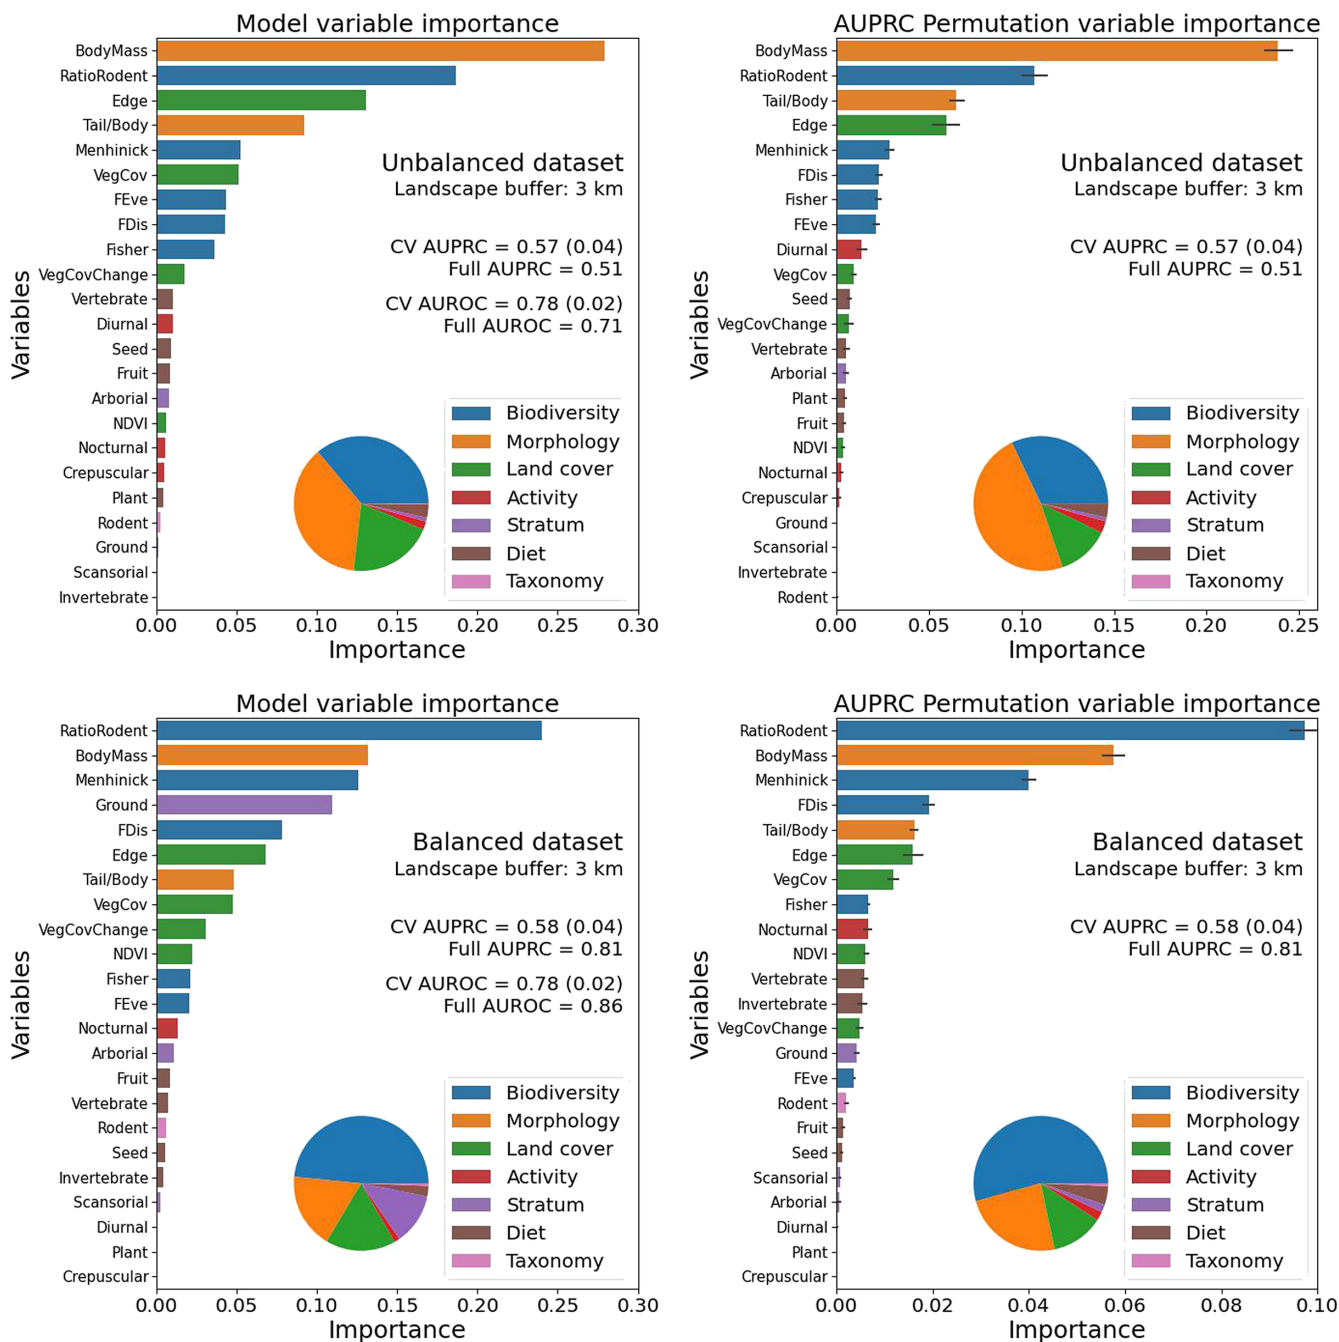 Model variable importance
Variables
BodyMass
RatioRodent
Edge
Tail/Body
Menhinick
VegCov
FEve
FDis
Fisher
VegCovChange
Vertebrate
Diurnal
Seed
Fruit
Arborial
NDVI
Nocturnal
Crepuscular
Plant
Rodent
Ground
Scansorial
Invertebrate
Unbalanced dataset
Landscape buffer: 3 km
CV AUPRC = 0.57 (0.04)
Full AUPRC = 0.51
CV AUROC = 0.78 (0.02)
Full AUROC = 0.71
Biodiversity
Morphology
Land cover
Activity
Stratum
Diet
Taxonomy
0.00 0.05 0.10 0.15 0.20 0.25 0.30
Importance
AUPRC Permutation variable importance
Variables
BodyMass
RatioRodent
Tail/Body
Edge
Menhinick
FDis
Fisher
FEve
Diurnal
VegCov
Seed
VegCovChange
Vertebrate
Arborial
Plant
Fruit
NDVI
Nocturnal
Crepuscular
Ground
Scansorial
Invertebrate
Rodent
Unbalanced dataset
Landscape buffer: 3 km
CV AUPRC = 0.57 (0.04)
Full AUPRC = 0.51
Biodiversity
Morphology
Land cover
Activity
Stratum
Diet
Taxonomy
0.00 0.05 0.10 0.15 0.20 0.25
Importance
Model variable importance
Variables
RatioRodent
BodyMass
Menhinick
Ground
FDis
Edge
Tail/Body
VegCov
VegCovChange
NDVI
Fisher
FEve
Nocturnal
Arborial
Fruit
Vertebrate
Rodent
Seed
Invertebrate
Scansorial
Diurnal
Plant
Crepuscular
Balanced dataset
Landscape buffer: 3 km
CV AUPRC = 0.58 (0.04)
Full AUPRC = 0.81
CV AUROC = 0.78 (0.02)
Full AUROC = 0.86
Biodiversity
Morphology
Land cover
Activity
Stratum
Diet
Taxonomy
0.00 0.05 0.10 0.15 0.20 0.25 0.30
Importance
AUPRC Permutation variable importance
Variables
RatioRodent
BodyMass
Menhinick
FDis
Tail/Body
Edge
VegCov
Fisher
Nocturnal
NDVI
Vertebrate
Invertebrate
VegCovChange
Ground
FEve
Rodent
Fruit
Seed
Scansorial
Arborial
Diurnal
Plant
Crepuscular
Balanced dataset
Landscape buffer: 3 km
CV AUPRC = 0.58 (0.04)
Full AUPRC = 0.81
Biodiversity
Morphology
Land cover
Activity
Stratum
Diet
Taxonomy
0.00 0.02 0.04 0.06 0.08 0.10
Importance